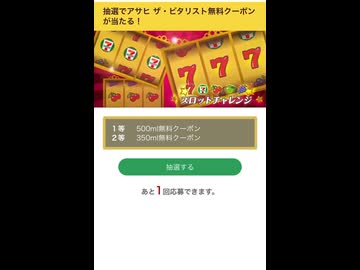 抽選でアサヒ ザ・ビタリスト無料クーポン
が当たる！
7 7 7
スロットチャレンジ
1等 500ml無料クーポン
2等 350ml無料クーポン
抽選する
あと1回応募できます。